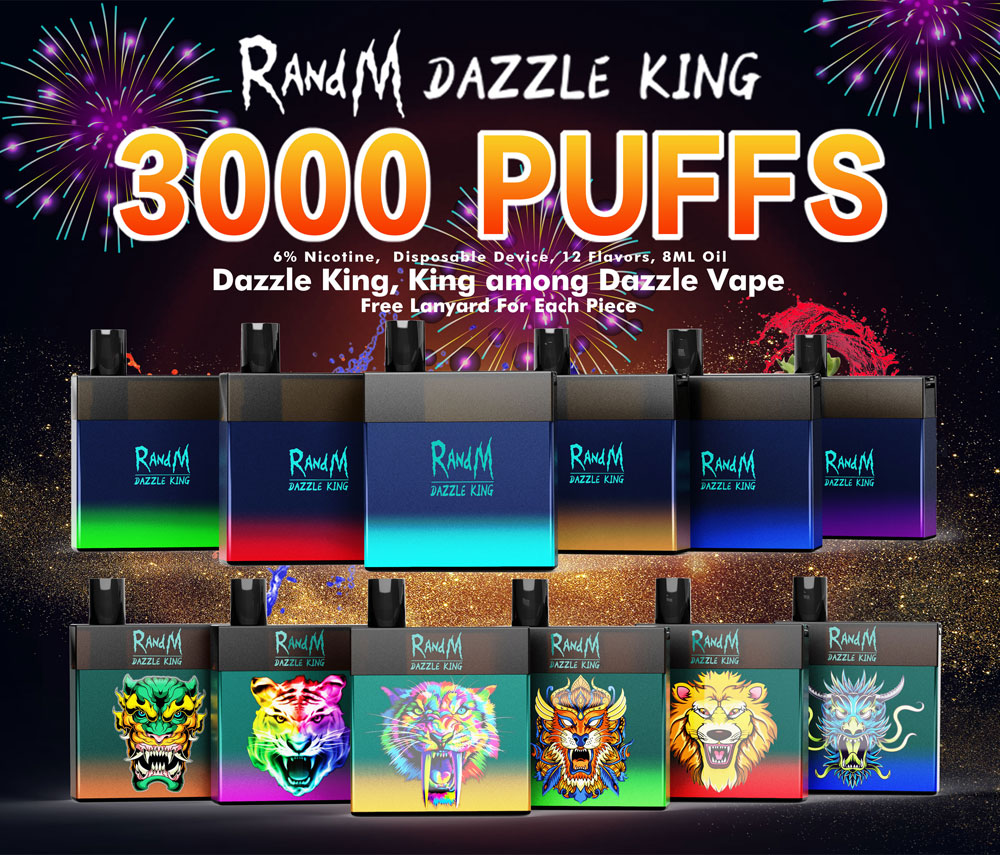 RANDM DAZZLE KING
3000 PUFFS
6% Nicotine, Disposable Device, 12 Flavors, 8ML Oil
Dazzle King, King among Dazzle Vape
Free Lanyard For Each Piece
RANDM
DAZZLE KING
RANDM
DAZZLE KING
RANDM
DAZZLE KING
RANDM
DAZZLE KING
RANDM
DAZZLE KING
RANDM
DAZZLE KING
RANDM
DAZZLE KING
RANDM
DAZZLE KING
RANDM
DAZZLE KING
RANDM
DAZZLE KING
RANDM
DAZZLE KING
RANDM
DAZZLE KING